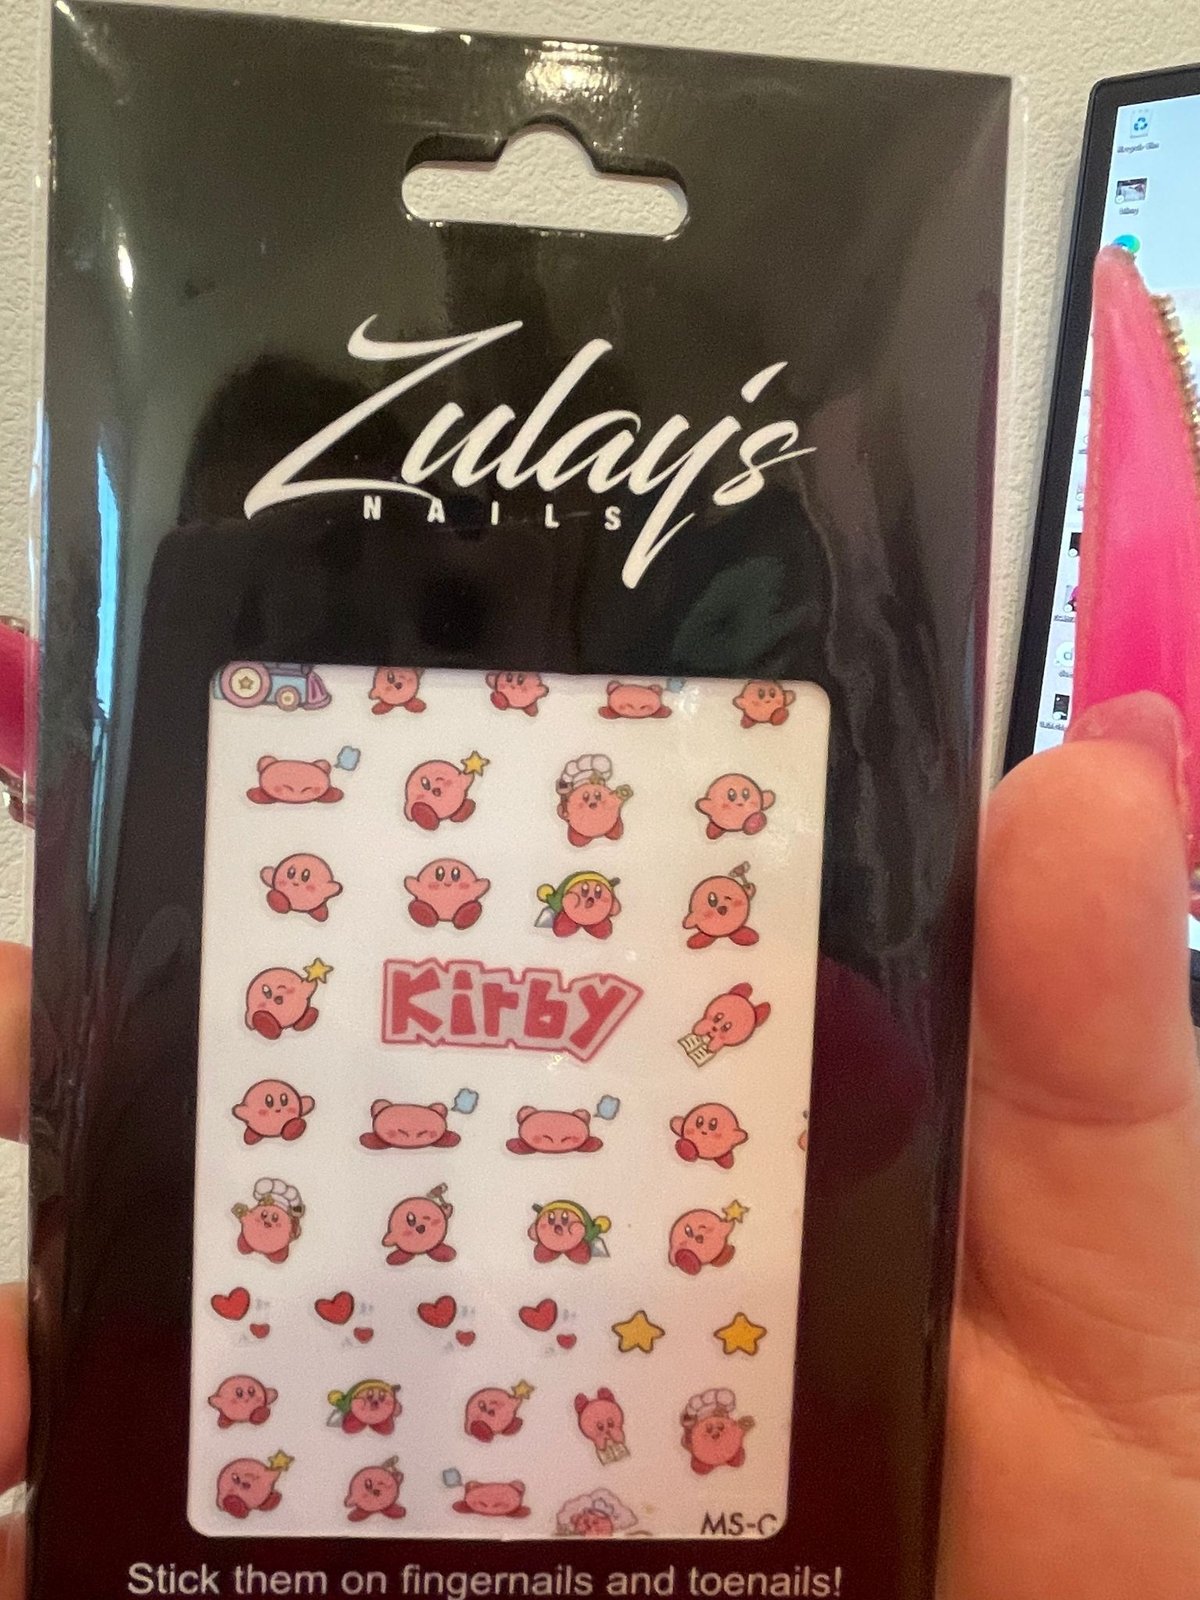 Zulay's
NAILS
Kirby
MS-C
Stick them on fingernails and toenails!